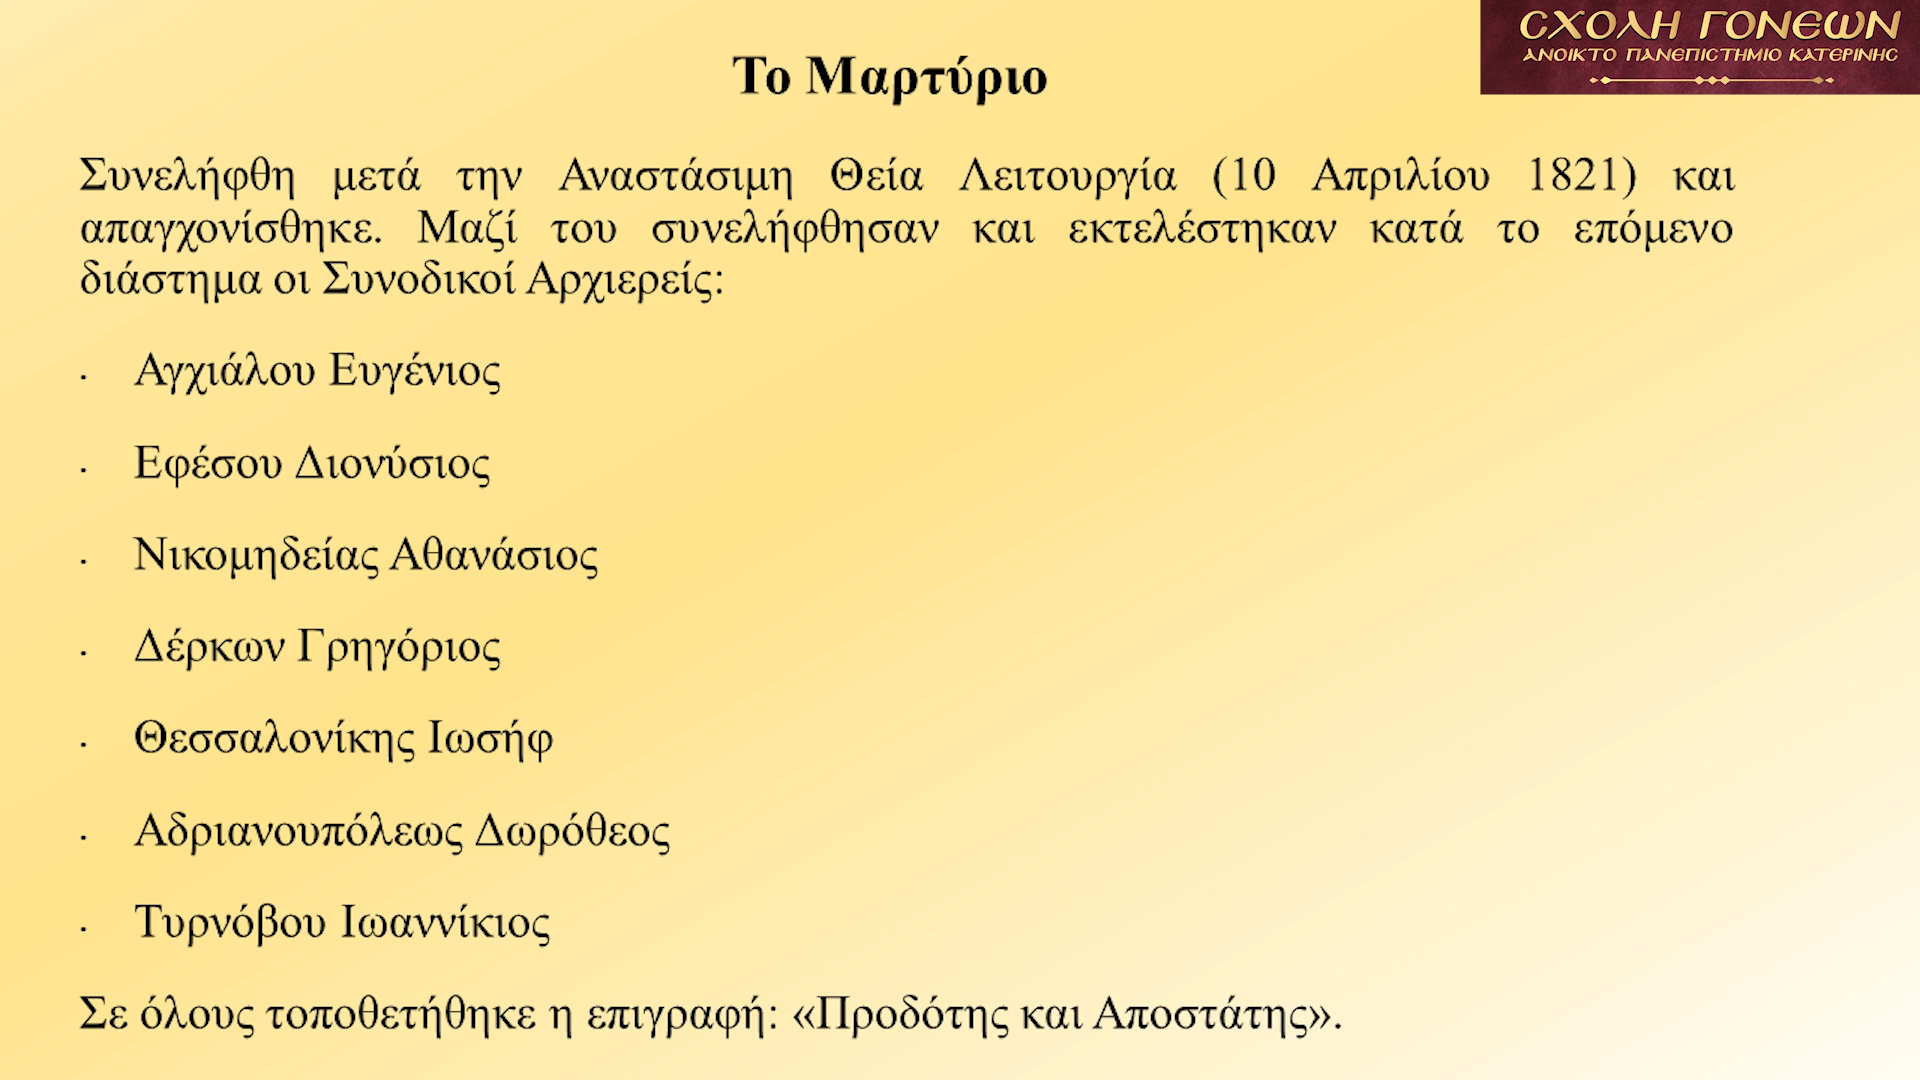 ΣΧΟΛΗ ΓΟΝΕΩΝ
ΑΝΟΙΚΤΟ ΠΑΝΕΠΙΣΤΗΜΙΟ ΚΑΤΕΡΙΝΗΣ
Το Μαρτύριο
Συνελήφθη μετά την Αναστάσιμη Θεία Λειτουργία (10 Απριλίου 1821) και
απαγχονίσθηκε. Μαζί του συνελήφθησαν και εκτελέστηκαν κατά το επόμενο
διάστημα οι Συνοδικοί Αρχιερείς:
· Αγχιάλου Ευγένιος
· Εφέσου Διονύσιος
· Νικομηδείας Αθανάσιος
· Δέρκων Γρηγόριος
· Θεσσαλονίκης Ιωσήφ
· Αδριανουπόλεως Δωρόθεος
· Τυρνόβου Ιωαννίκιος
Σε όλους τοποθετήθηκε η επιγραφή: «Προδότης και Αποστάτης».